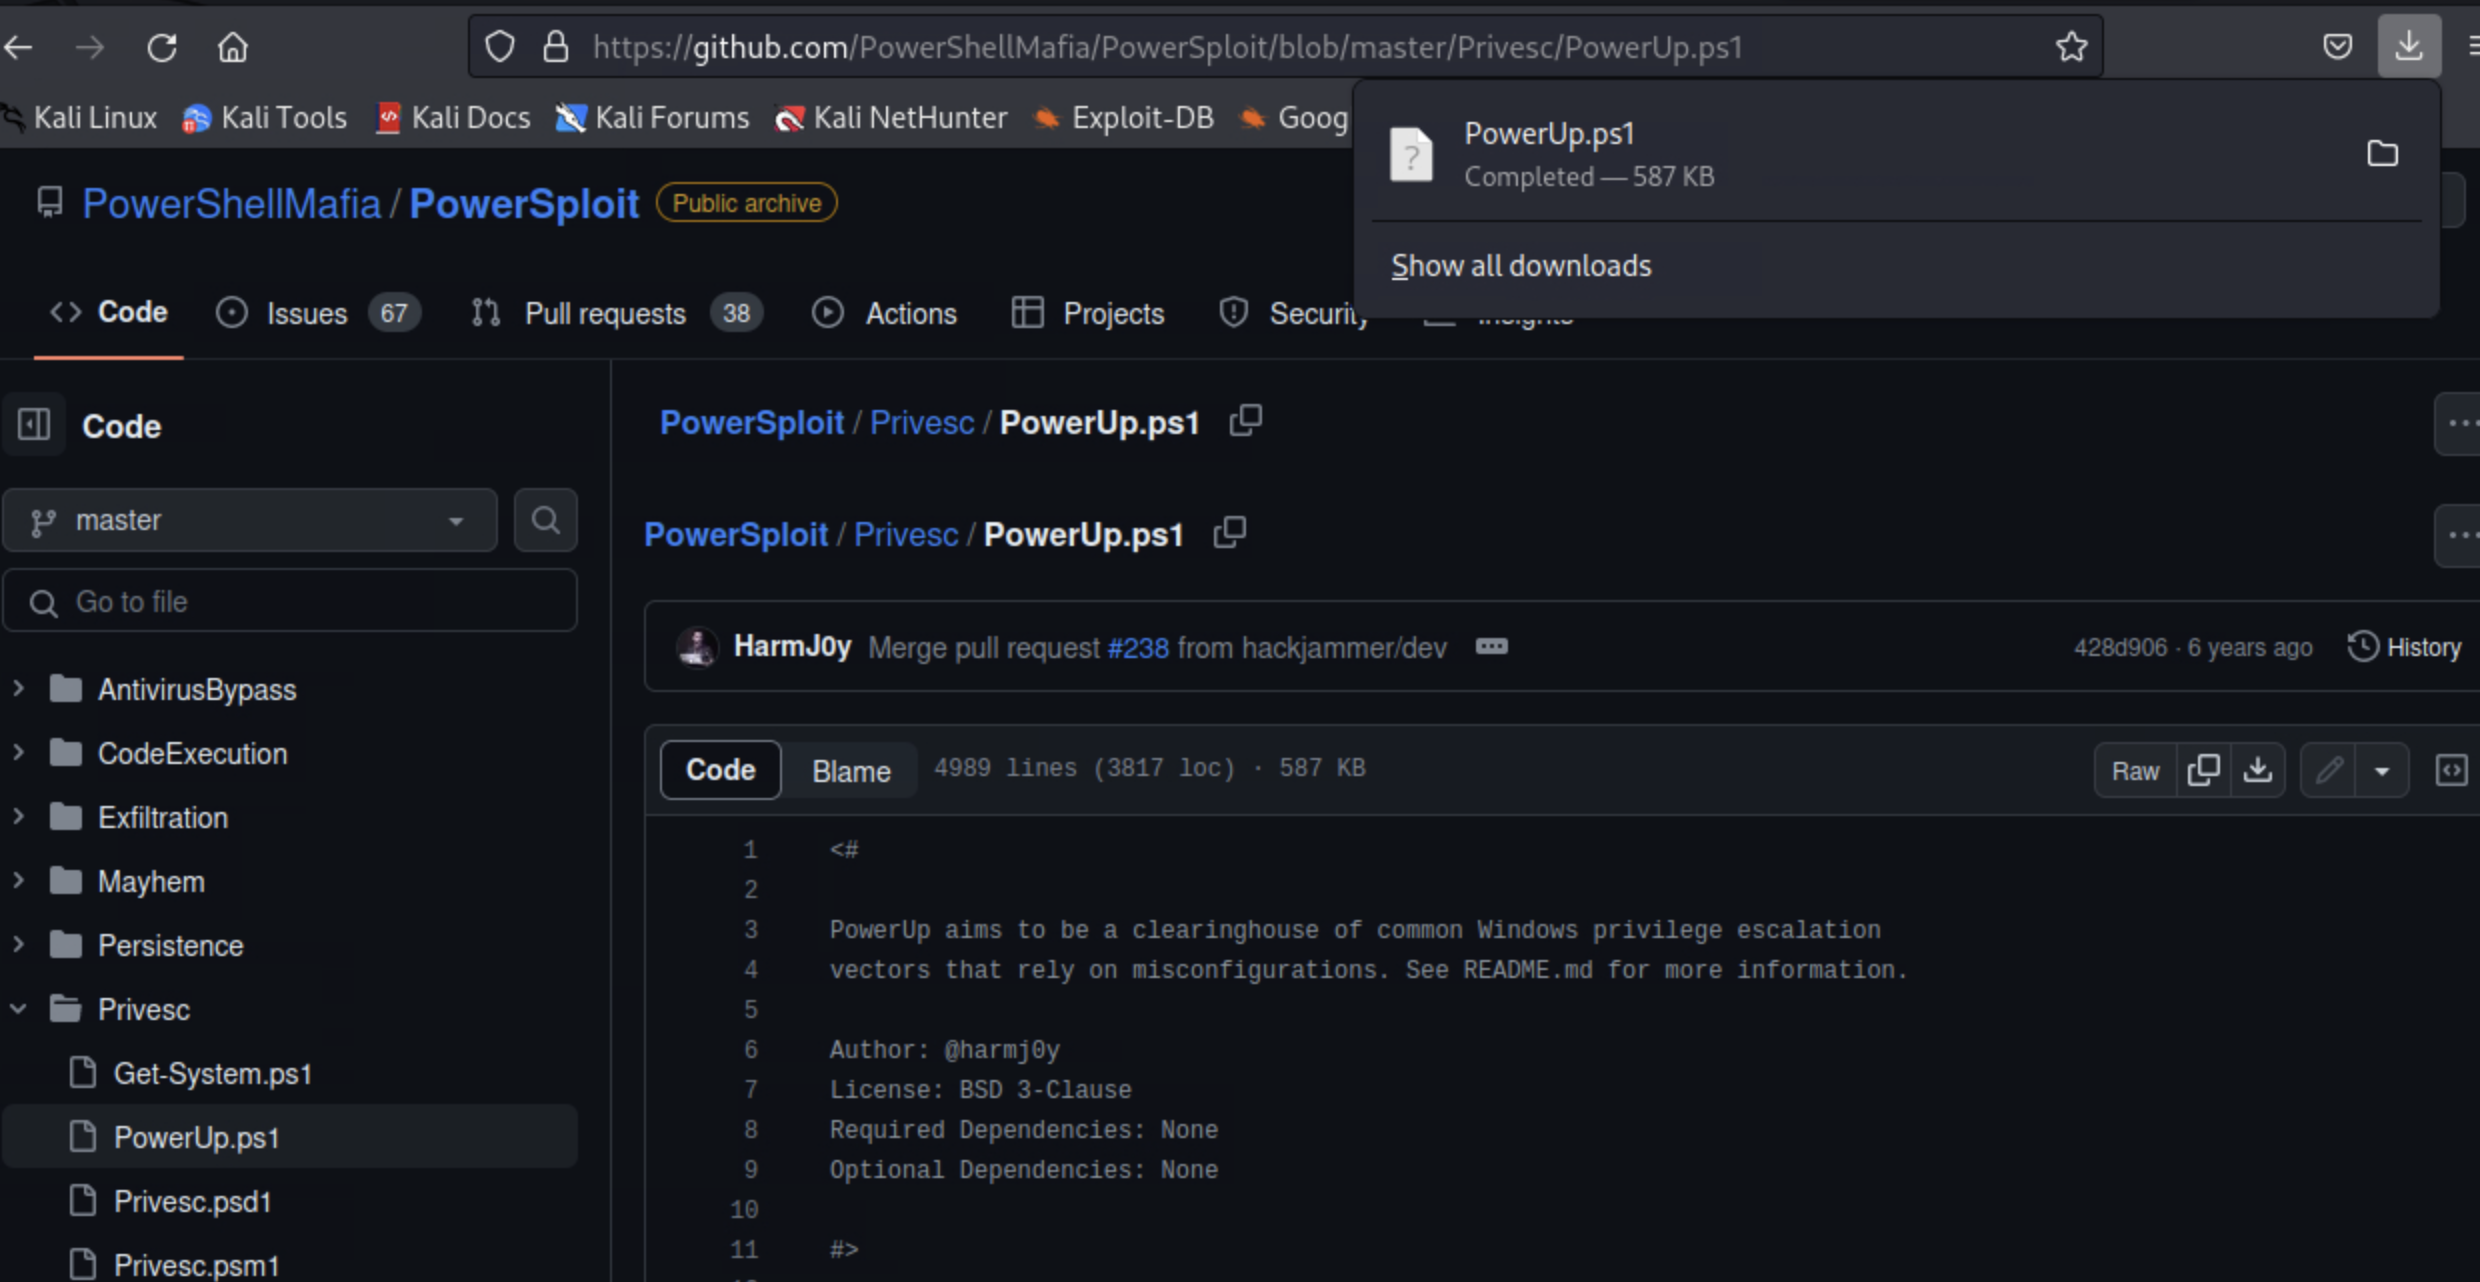 https://github.com/PowerShellMafia/PowerSploit/blob/master/Privesc/PowerUp.ps1
Kali Linux Kali Tools Kali Docs Kali Forums Kali NetHunter Exploit-DB Goog
PowerUp.ps1
Completed — 587 KB
Show all downloads
PowerShellMafia / PowerSploit Public archive
Code Issues 67 Pull requests 38 Actions Projects Security Insights
Code
master
Go to file
AntivirusBypass
CodeExecution
Exfiltration
Mayhem
Persistence
Privesc
Get-System.ps1
PowerUp.ps1
Privesc.psd1
Privesc.psm1
PowerSploit / Privesc / PowerUp.ps1
PowerSploit / Privesc / PowerUp.ps1
HarmJ0y Merge pull request #238 from hackjammer/dev 428d906 · 6 years ago History
Code Blame 4989 lines (3817 loc) · 587 KB Raw
1 <#
2
3 PowerUp aims to be a clearinghouse of common Windows privilege escalation
4 vectors that rely on misconfigurations. See README.md for more information.
5
6 Author: @harmj0y
7 License: BSD 3-Clause
8 Required Dependencies: None
9 Optional Dependencies: None
10
11 #>